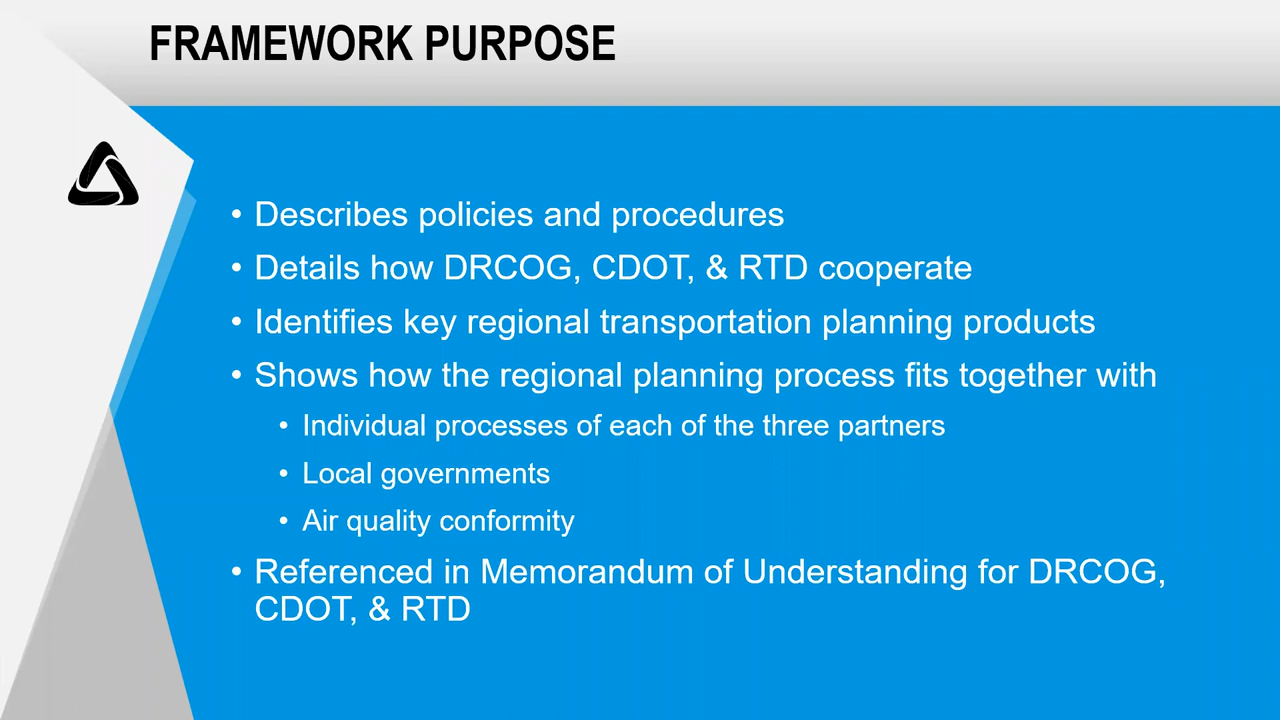 FRAMEWORK PURPOSE
• Describes policies and procedures
• Details how DRCOG, CDOT, & RTD cooperate
• Identifies key regional transportation planning products
• Shows how the regional planning process fits together with
• Individual processes of each of the three partners
• Local governments
• Air quality conformity
• Referenced in Memorandum of Understanding for DRCOG,
CDOT, & RTD